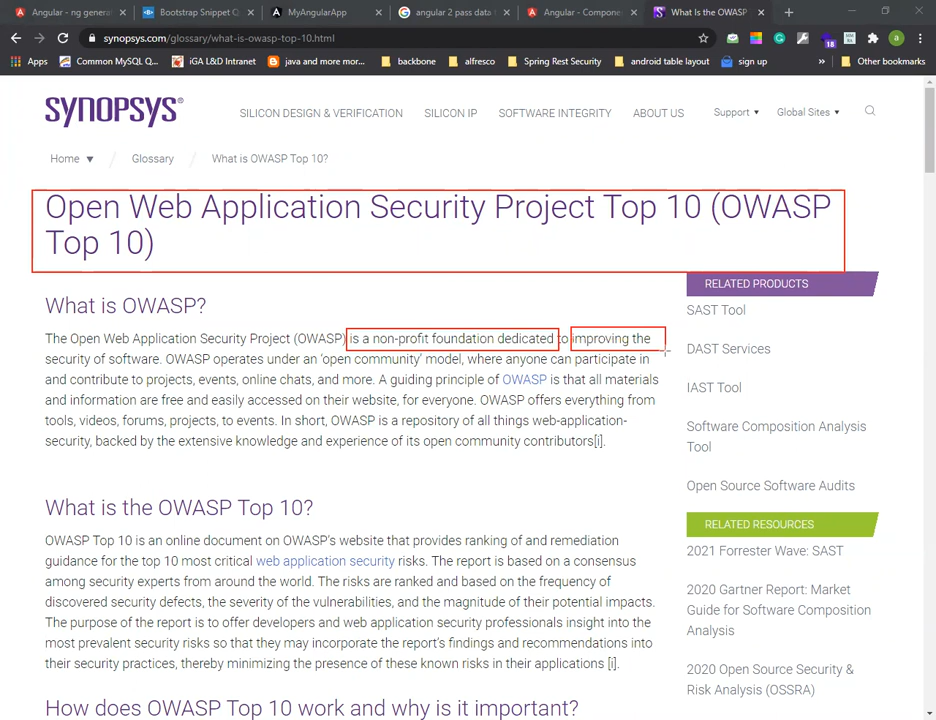 Angular - ng generat
Bootstrap Snippet O
MyAngularApp
angular 2 pass data t
Angular - Compone
What Is the OWASP
synopsys.com/glossary/what-is-owasp-top-10.html
18
a
Apps
Common MySQL Q...
iGA L&D Intranet
java and more mor...
backbone
alfresco
Spring Rest Security
android table layout
sign up
»
Other bookmarks
SYNOPSYS®
SILICON DESIGN & VERIFICATION
SILICON IP
SOFTWARE INTEGRITY
ABOUT US
Support
Global Sites
Home / Glossary / What is OWASP Top 10?
Open Web Application Security Project Top 10 (OWASP
Top 10)
What is OWASP?
The Open Web Application Security Project (OWASP) is a non-profit foundation dedicated to improving the
security of software. OWASP operates under an ‘open community’ model, where anyone can participate in
and contribute to projects, events, online chats, and more. A guiding principle of OWASP is that all materials
and information are free and easily accessed on their website, for everyone. OWASP offers everything from
tools, videos, forums, projects, to events. In short, OWASP is a repository of all things web-application-
security, backed by the extensive knowledge and experience of its open community contributors[i].
What is the OWASP Top 10?
OWASP Top 10 is an online document on OWASP’s website that provides ranking of and remediation
guidance for the top 10 most critical web application security risks. The report is based on a consensus
among security experts from around the world. The risks are ranked and based on the frequency of
discovered security defects, the severity of the vulnerabilities, and the magnitude of their potential impacts.
The purpose of the report is to offer developers and web application security professionals insight into the
most prevalent security risks so that they may incorporate the report’s findings and recommendations into
their security practices, thereby minimizing the presence of these known risks in their applications [i].
How does OWASP Top 10 work and why is it important?
RELATED PRODUCTS
SAST Tool
DAST Services
IAST Tool
Software Composition Analysis
Tool
Open Source Software Audits
RELATED RESOURCES
2021 Forrester Wave: SAST
2020 Gartner Report: Market
Guide for Software Composition
Analysis
2020 Open Source Security &
Risk Analysis (OSSRA)